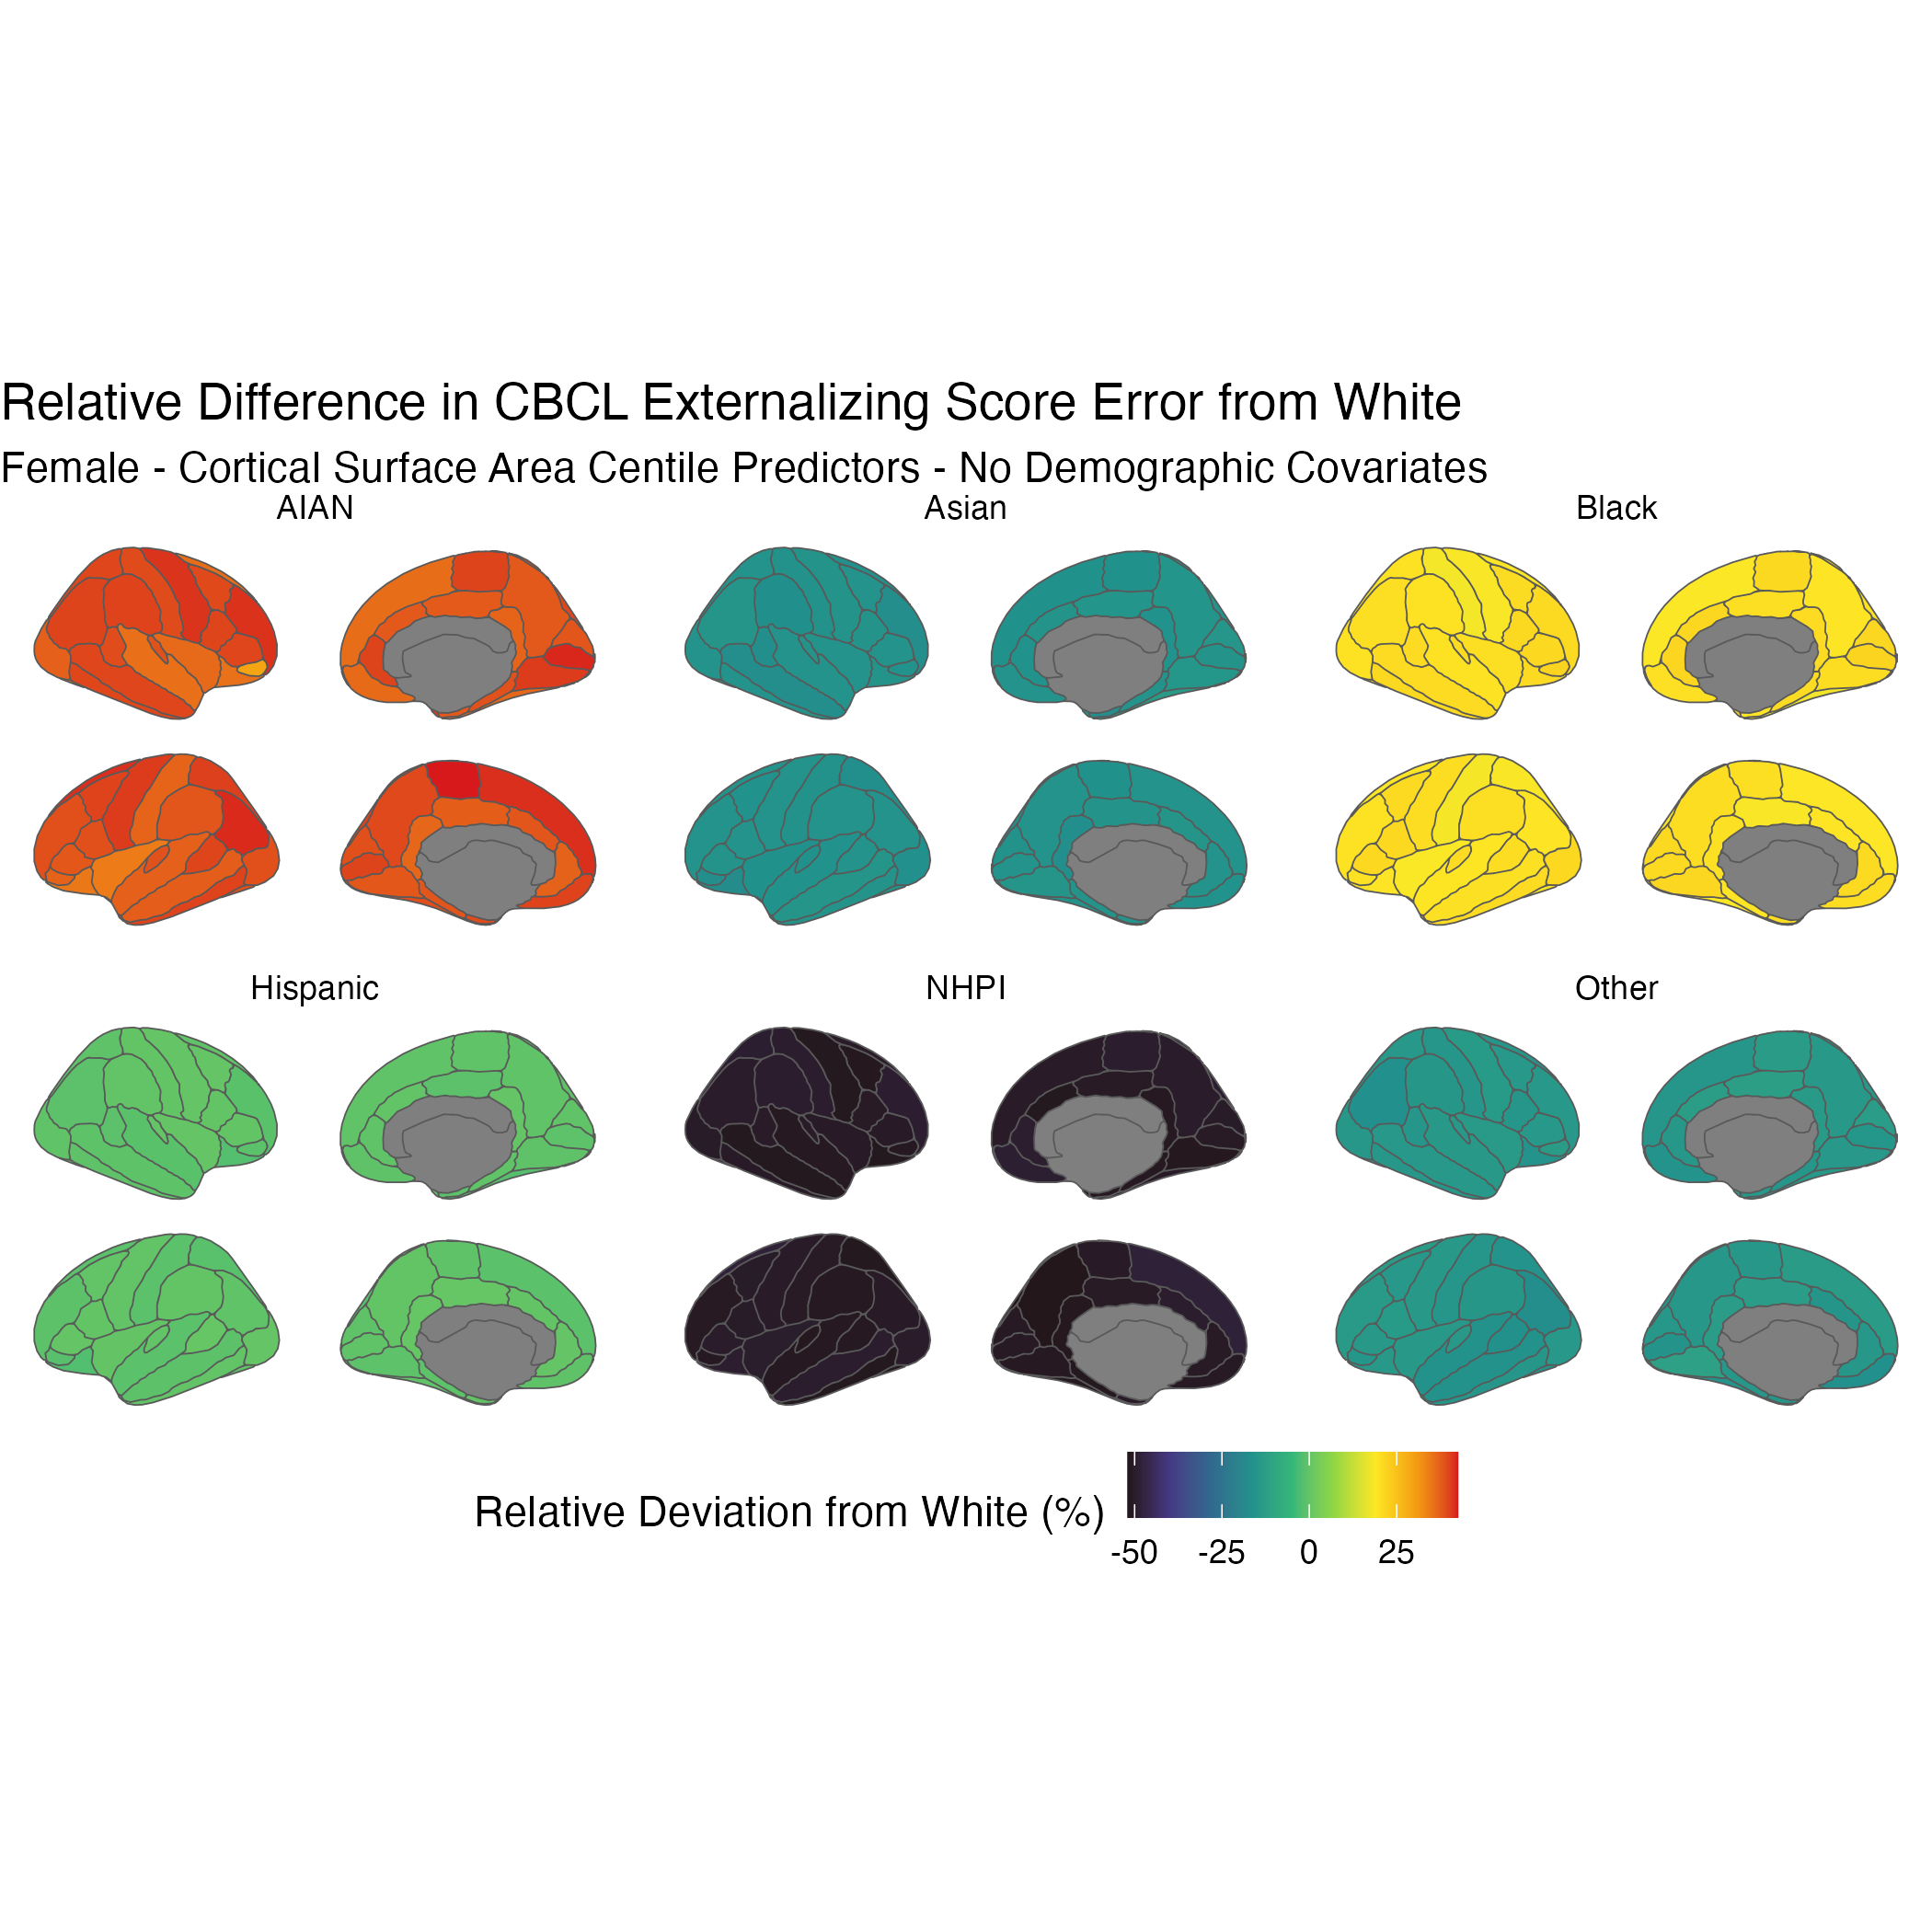 Relative Difference in CBCL Externalizing Score Error from White
Female - Cortical Surface Area Centile Predictors - No Demographic Covariates
AIAN Asian Black
Hispanic NHPI Other
Relative Deviation from White (%)
-50 -25 0 25